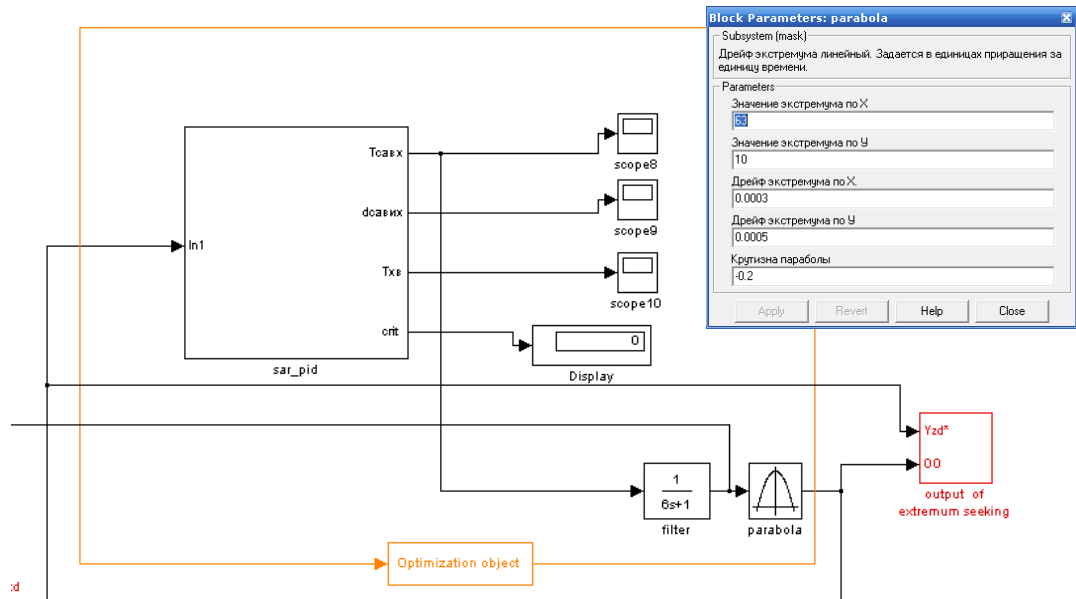 Block Parameters: parabola
Subsystem (mask)
Дрейф экстремума линейный. Задается в единицах приращения за
единицу времени.
Parameters
Значение экстремума по X
63
Значение экстремума по У
10
Дрейф экстремума по X.
0.0003
Дрейф экстремума по У
0.0005
Крутизна параболы
-0.2
Apply
Revert
Help
Close
Tсавх
scope8
dсавих
scope9
In1
Tхв
scope10
crit
0
sar_pid
Display
Yzd*
OO
1
6s+1
filter
parabola
output of
extremum seeking
Optimization object
:d